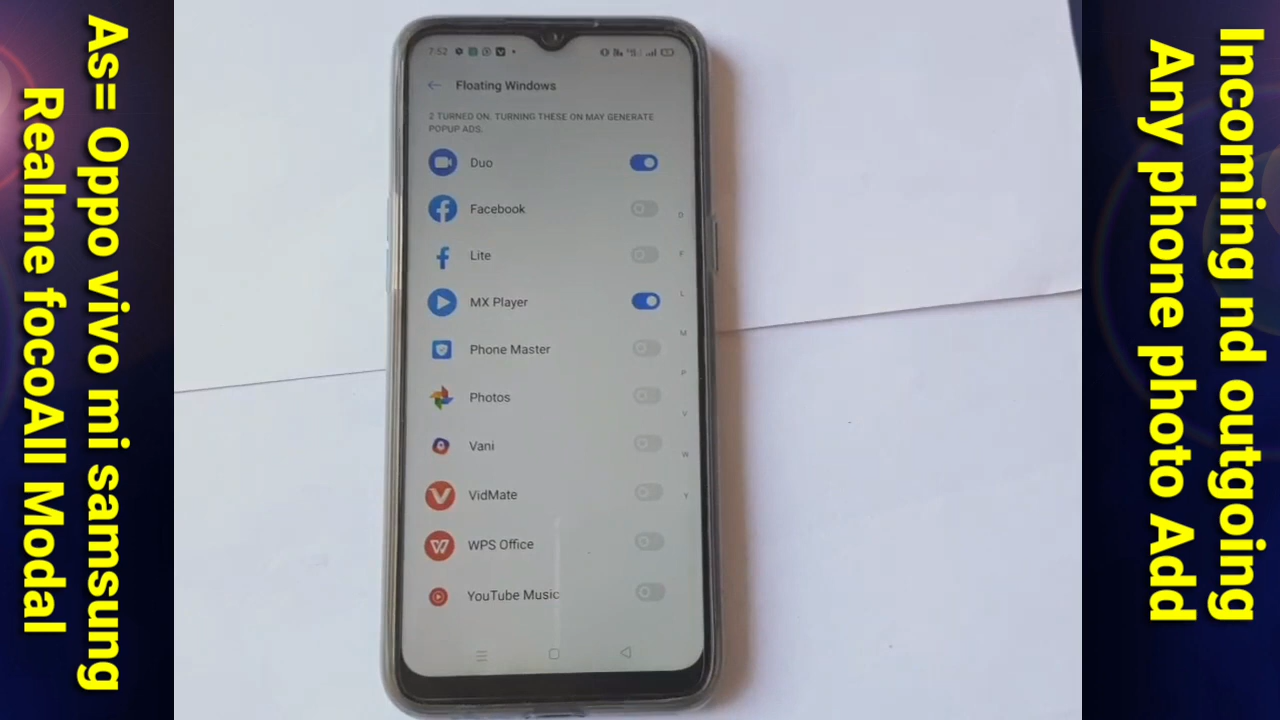 As= Oppo vivo mi samsung
Realme focoAll Modal
7:52
Floating Windows
2 TURNED ON. TURNING THESE ON MAY GENERATE
POPUP ADS.
Duo
Facebook
Lite
MX Player
Phone Master
Photos
Vani
VidMate
WPS Office
YouTube Music
D
F
L
M
P
U
W
Y
Incoming nd outgoing
Any phone photo Add